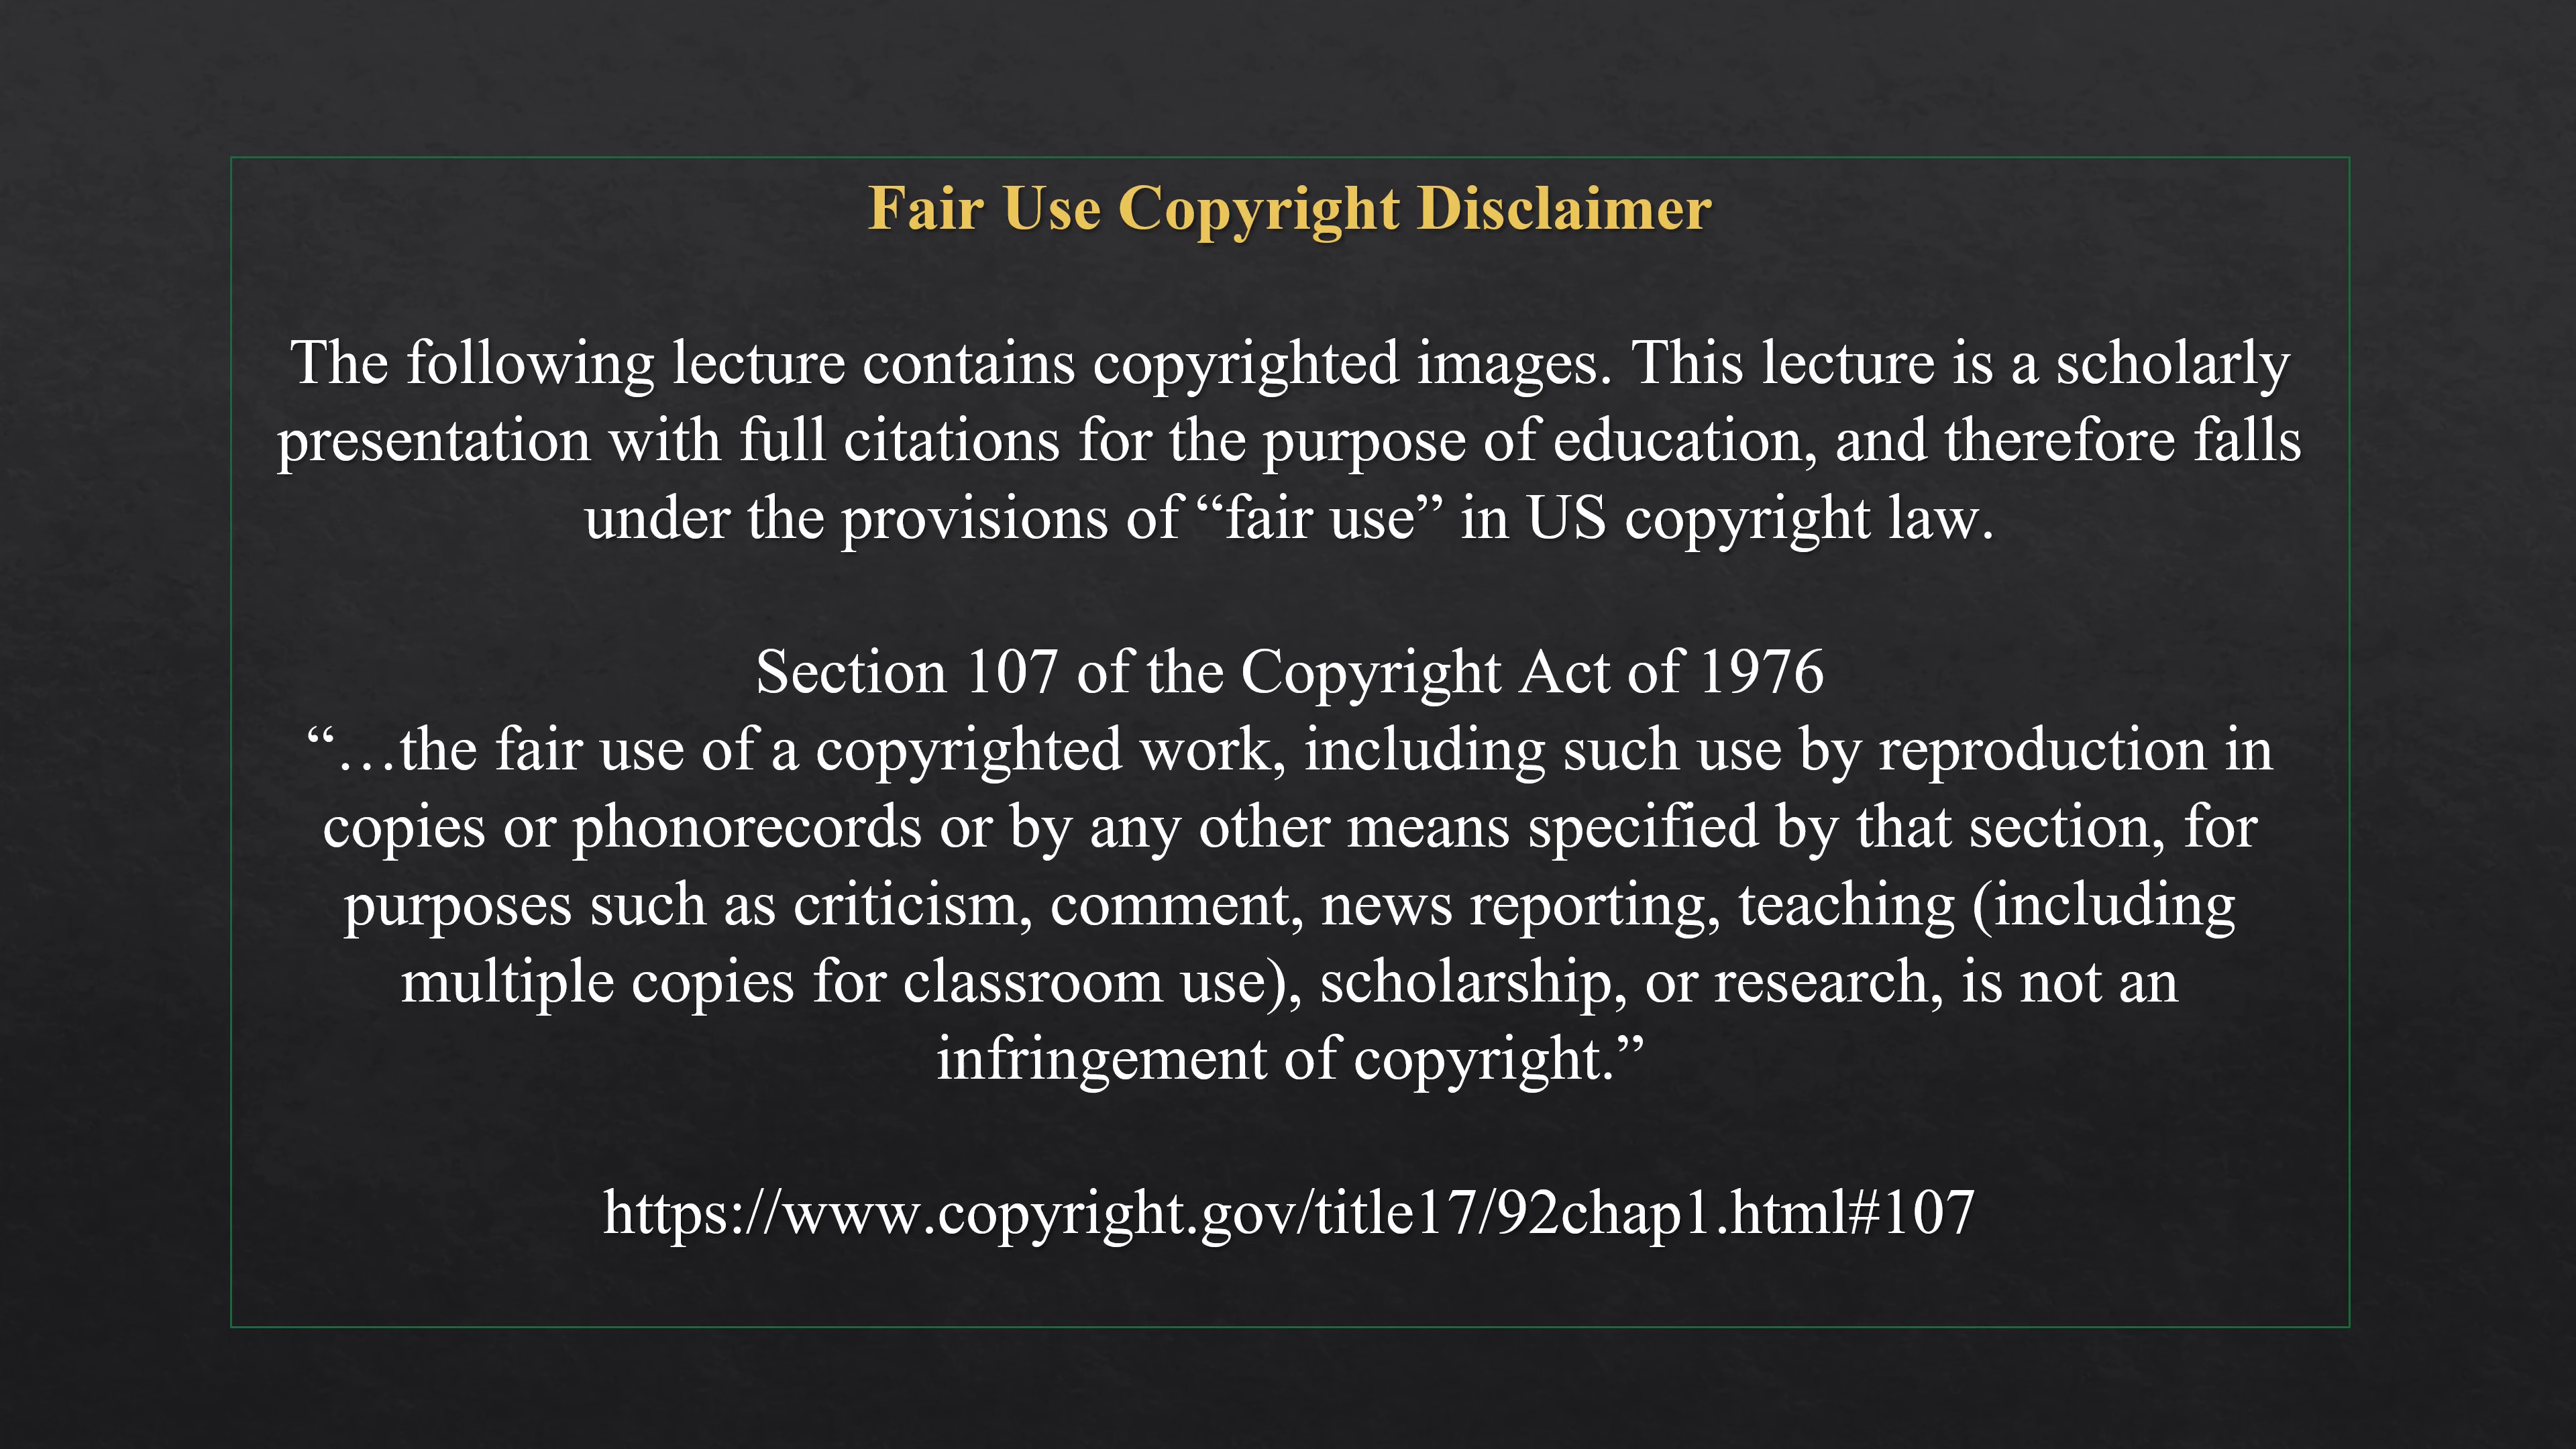 Fair Use Copyright Disclaimer
The following lecture contains copyrighted images. This lecture is a scholarly
presentation with full citations for the purpose of education, and therefore falls
under the provisions of “fair use” in US copyright law.
Section 107 of the Copyright Act of 1976
“…the fair use of a copyrighted work, including such use by reproduction in
copies or phonorecords or by any other means specified by that section, for
purposes such as criticism, comment, news reporting, teaching (including
multiple copies for classroom use), scholarship, or research, is not an
infringement of copyright.”
https://www.copyright.gov/title17/92chap1.html#107